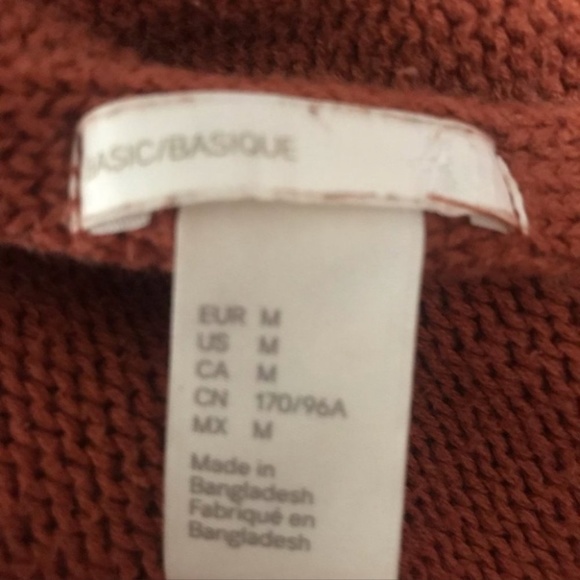 BASIC/BASIQUE
EUR M
US M
CA M
CN 170/96A
MX M
Made in
Bangladesh
Fabriqué en
Bangladesh